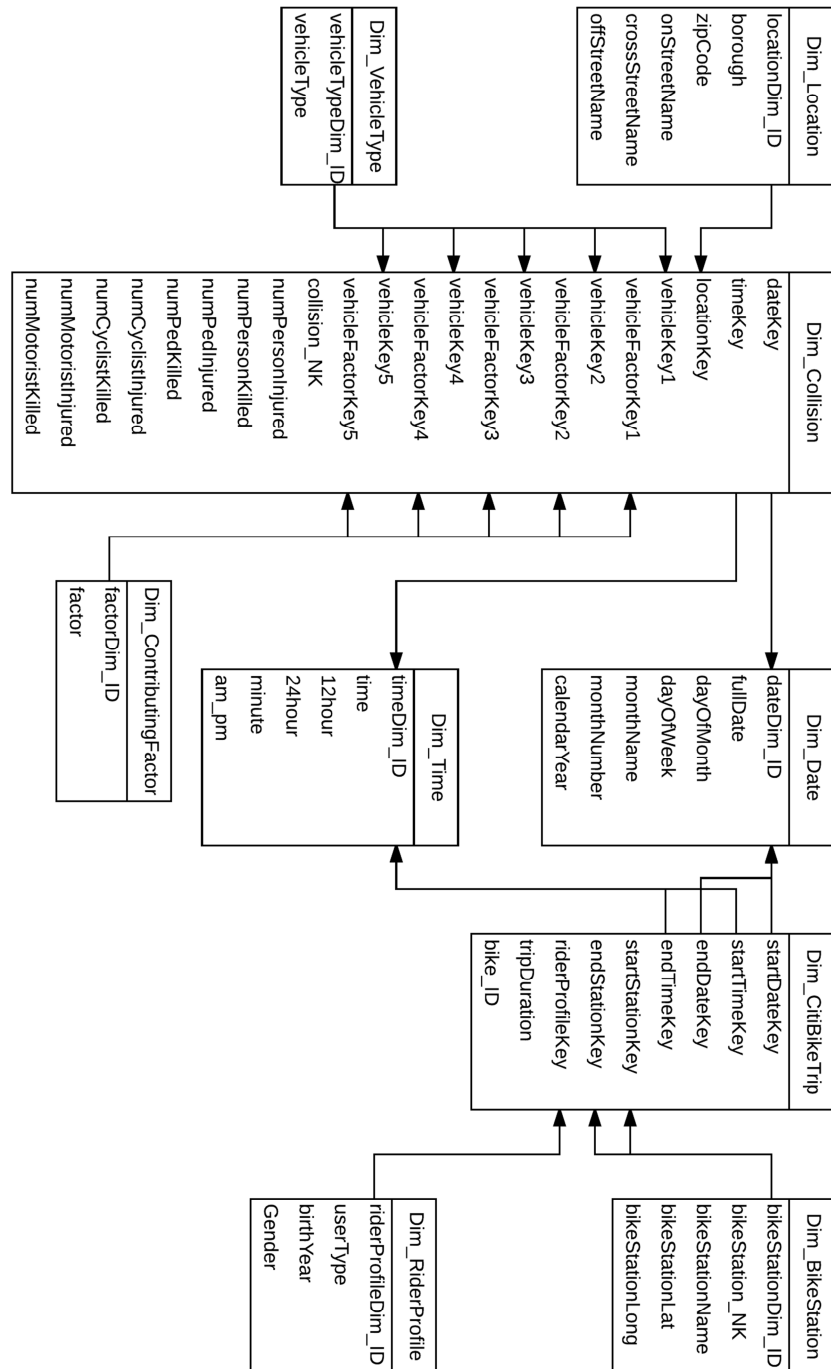 Dim_Location
locationDim_ID
borough
zipCode
onStreetName
crossStreetName
offStreetName
Dim_VehicleType
vehicleTypeDim_ID
vehicleType
Dim_Collision
dateKey
timeKey
locationKey
vehicleKey1
vehicleFactorKey1
vehicleKey2
vehicleFactorKey2
vehicleKey3
vehicleFactorKey3
vehicleKey4
vehicleFactorKey4
vehicleKey5
vehicleFactorKey5
collision_NK
numPersonInjured
numPersonKilled
numPedInjured
numPedKilled
numCyclistInjured
numCyclistKilled
numMotoristInjured
numMotoristKilled
Dim_ContributingFactor
factorDim_ID
factor
Dim_Date
dateDim_ID
fullDate
dayOfMonth
dayOfWeek
monthName
monthNumber
calendarYear
Dim_Time
timeDim_ID
time
12hour
24hour
minute
am_pm
Dim_CitiBikeTrip
startDateKey
startTimeKey
endDateKey
endTimeKey
startStationKey
endStationKey
riderProfileKey
tripDuration
bike_ID
Dim_BikeStation
bikeStationDim_ID
bikeStation_NK
bikeStationName
bikeStationLat
bikeStationLong
Dim_RiderProfile
riderProfileDim_ID
userType
birthYear
Gender